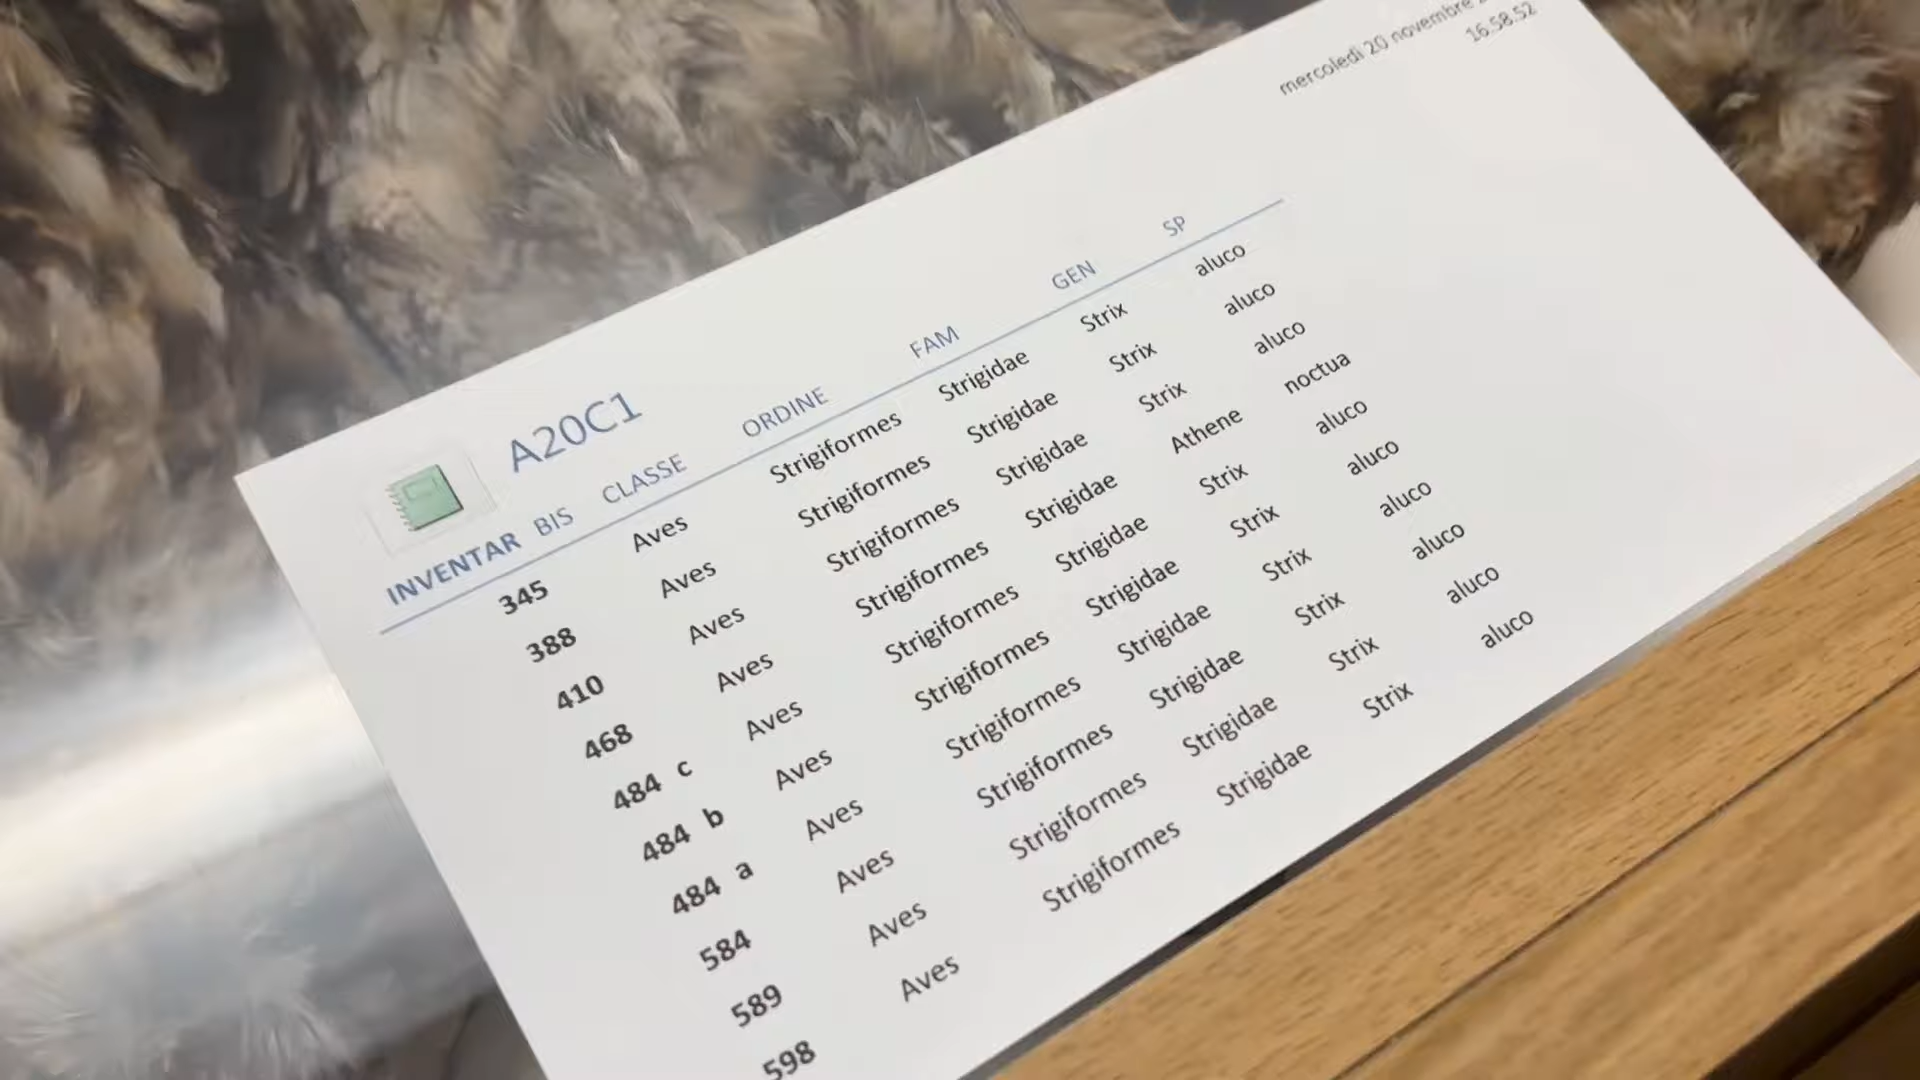 mercoledì 20 novembre
16.58.52
A20C1
INVENTAR BIS CLASSE ORDINE FAM GEN SP
345 Aves Strigiformes Strigidae Strix aluco
388 Aves Strigiformes Strigidae Strix aluco
410 Aves Strigiformes Strigidae Strix aluco
468 Aves Strigiformes Strigidae Athene noctua
484 c Aves Strigiformes Strigidae Strix aluco
484 b Aves Strigiformes Strigidae Strix aluco
484 a Aves Strigiformes Strigidae Strix aluco
584 Aves Strigiformes Strigidae Strix aluco
589 Aves Strigiformes Strigidae Strix aluco
598 Aves Strigiformes Strigidae Strix aluco